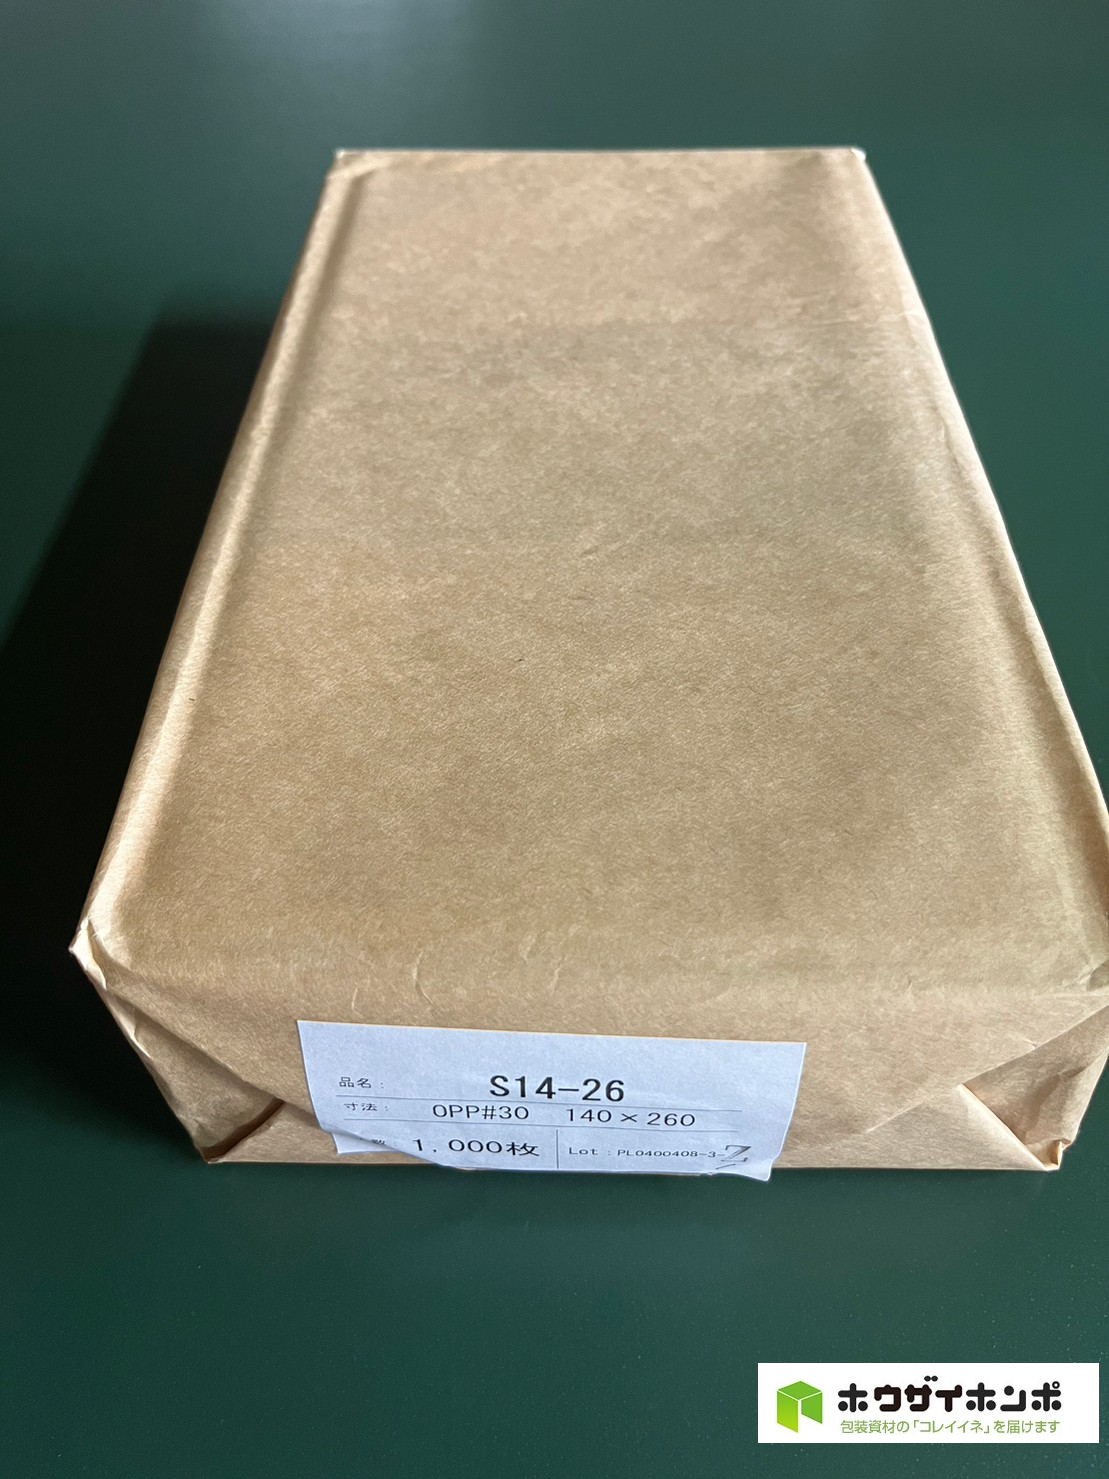 品名： S14-26
寸法： OPP#30 140×260
数 1,000枚 Lot：PL0400408-3-
ホウザイホンポ
包装資材の「コレイイネ」を届けます